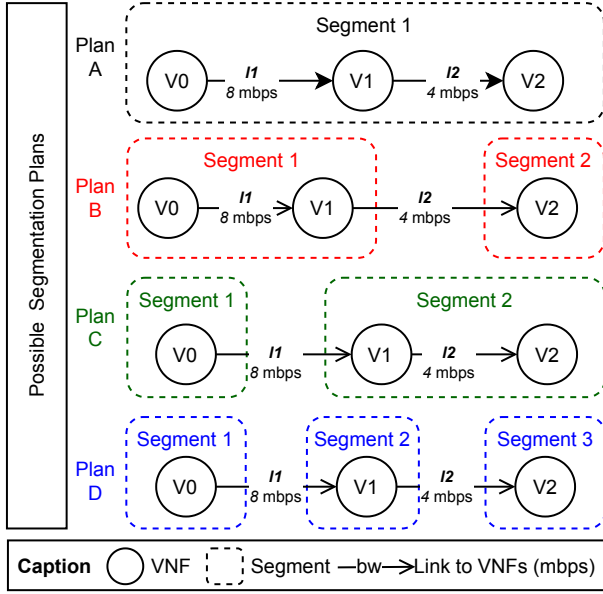 Possible Segmentation Plans
Plan A
Segment 1
V0
l1
8 mbps
V1
l2
4 mbps
V2
Plan B
Segment 1
Segment 2
V0
l1
8 mbps
V1
l2
4 mbps
V2
Plan C
Segment 1
Segment 2
V0
l1
8 mbps
V1
l2
4 mbps
V2
Plan D
Segment 1
Segment 2
Segment 3
V0
l1
8 mbps
V1
l2
4 mbps
V2
Caption VNF Segment bw Link to VNFs (mbps)